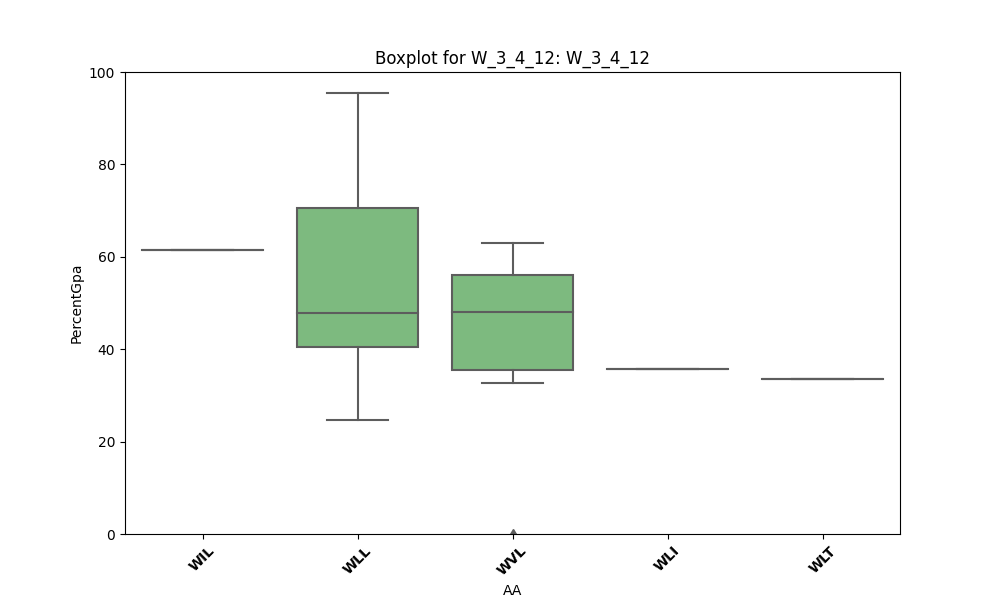 Boxplot for W_3_4_12: W_3_4_12
PercentGpa
100
80
60
40
20
0
WIL
WLL
WVL
WLI
WLT
AA